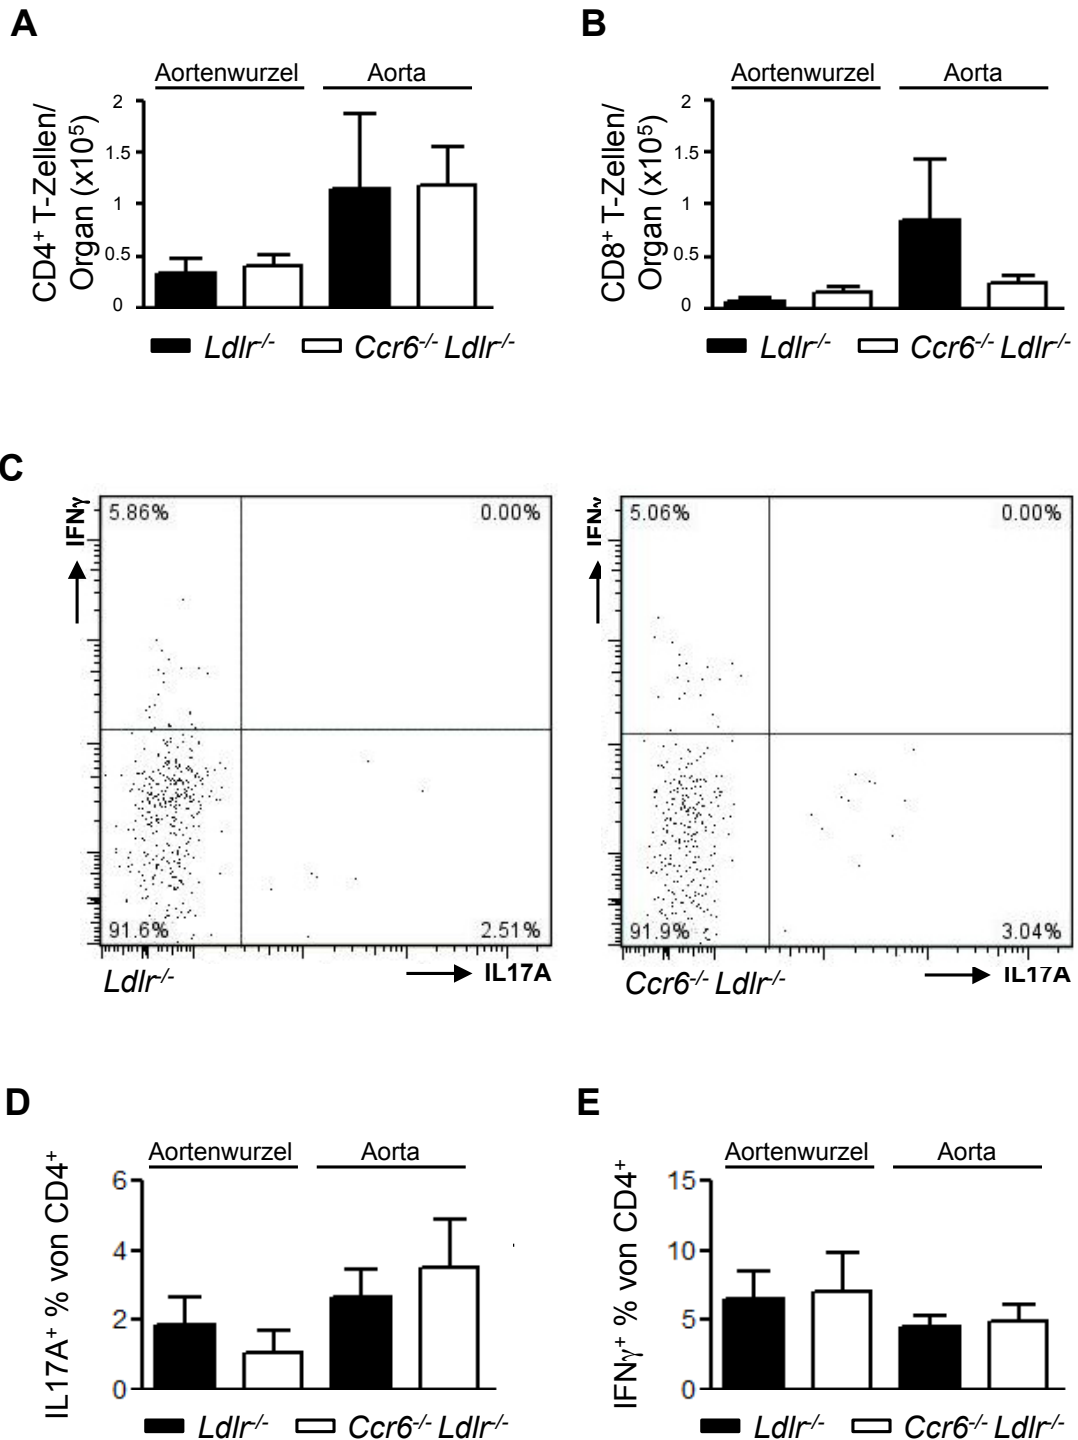 A
Aortenwurzel Aorta
CD4⁺ T-Zellen/
Organ (x10⁵)
2
1.5
1
0.5
0
Ldlr⁻/⁻ Ccr6⁻/⁻ Ldlr⁻/⁻
B
Aortenwurzel Aorta
CD8⁺ T-Zellen/
Organ (x10⁵)
2
1.5
1
0.5
0
Ldlr⁻/⁻ Ccr6⁻/⁻ Ldlr⁻/⁻
C
IFNγ
5.86% 0.00%
91.6% 2.51%
IL17A
Ldlr⁻/⁻
IFN
5.06% 0.00%
91.9% 3.04%
IL17A
Ccr6⁻/⁻ Ldlr⁻/⁻
D
Aortenwurzel Aorta
IL17A⁺ % von CD4⁺
6
4
2
0
Ldlr⁻/⁻ Ccr6⁻/⁻ Ldlr⁻/⁻
E
Aortenwurzel Aorta
IFNγ⁺ % von CD4⁺
15
10
5
0
Ldlr⁻/⁻ Ccr6⁻/⁻ Ldlr⁻/⁻